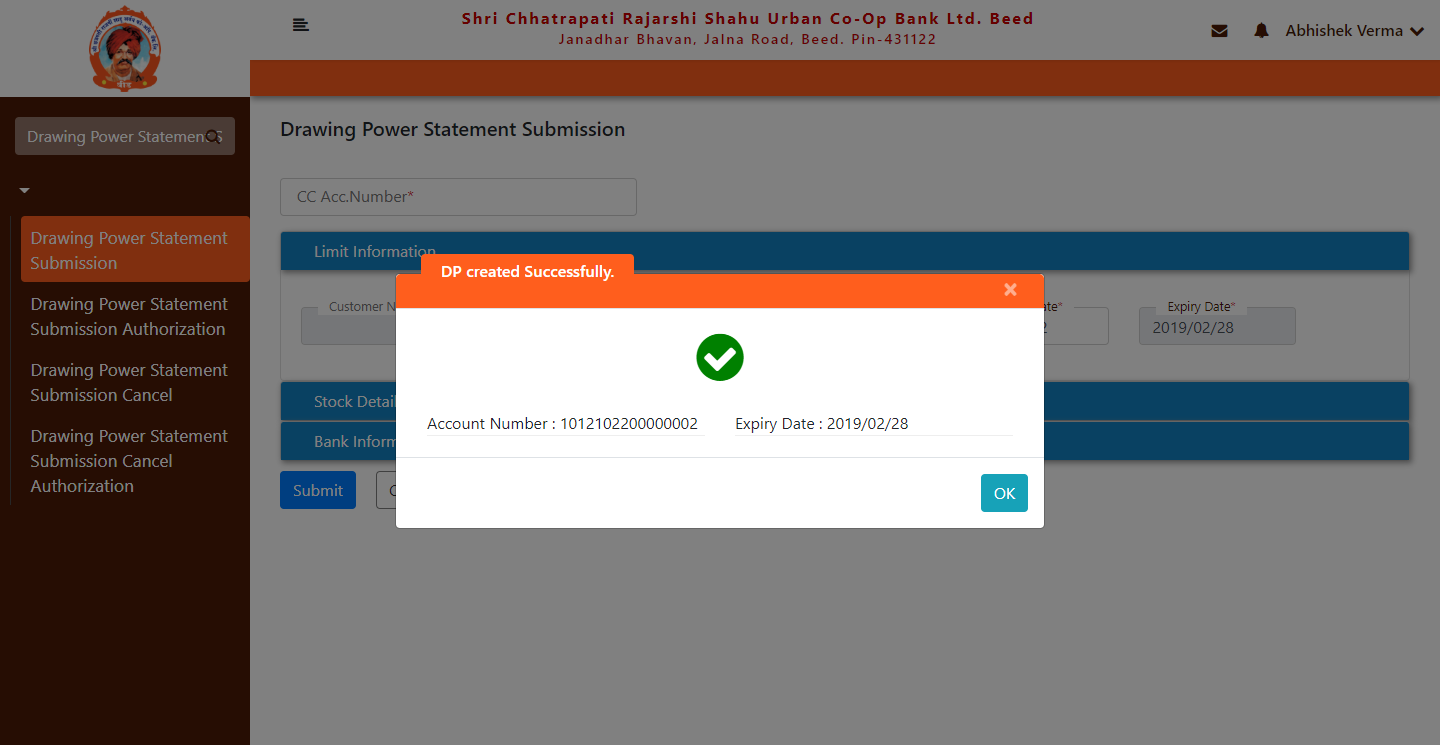 Shri Chhatrapati Rajarshi Shahu Urban Co-Op Bank Ltd. Beed
Janadhar Bhavan, Jalna Road, Beed. Pin-431122
Abhishek Verma
Drawing Power Statement S
Drawing Power Statement
Submission
Drawing Power Statement
Submission Authorization
Drawing Power Statement
Submission Cancel
Drawing Power Statement
Submission Cancel
Authorization
Drawing Power Statement Submission
CC Acc.Number*
Limit Information
Customer N
Expiry Date*
2019/02/28
Stock Detail
Bank Inform
Submit
DP created Successfully.
×
Account Number : 1012102200000002
Expiry Date : 2019/02/28
OK